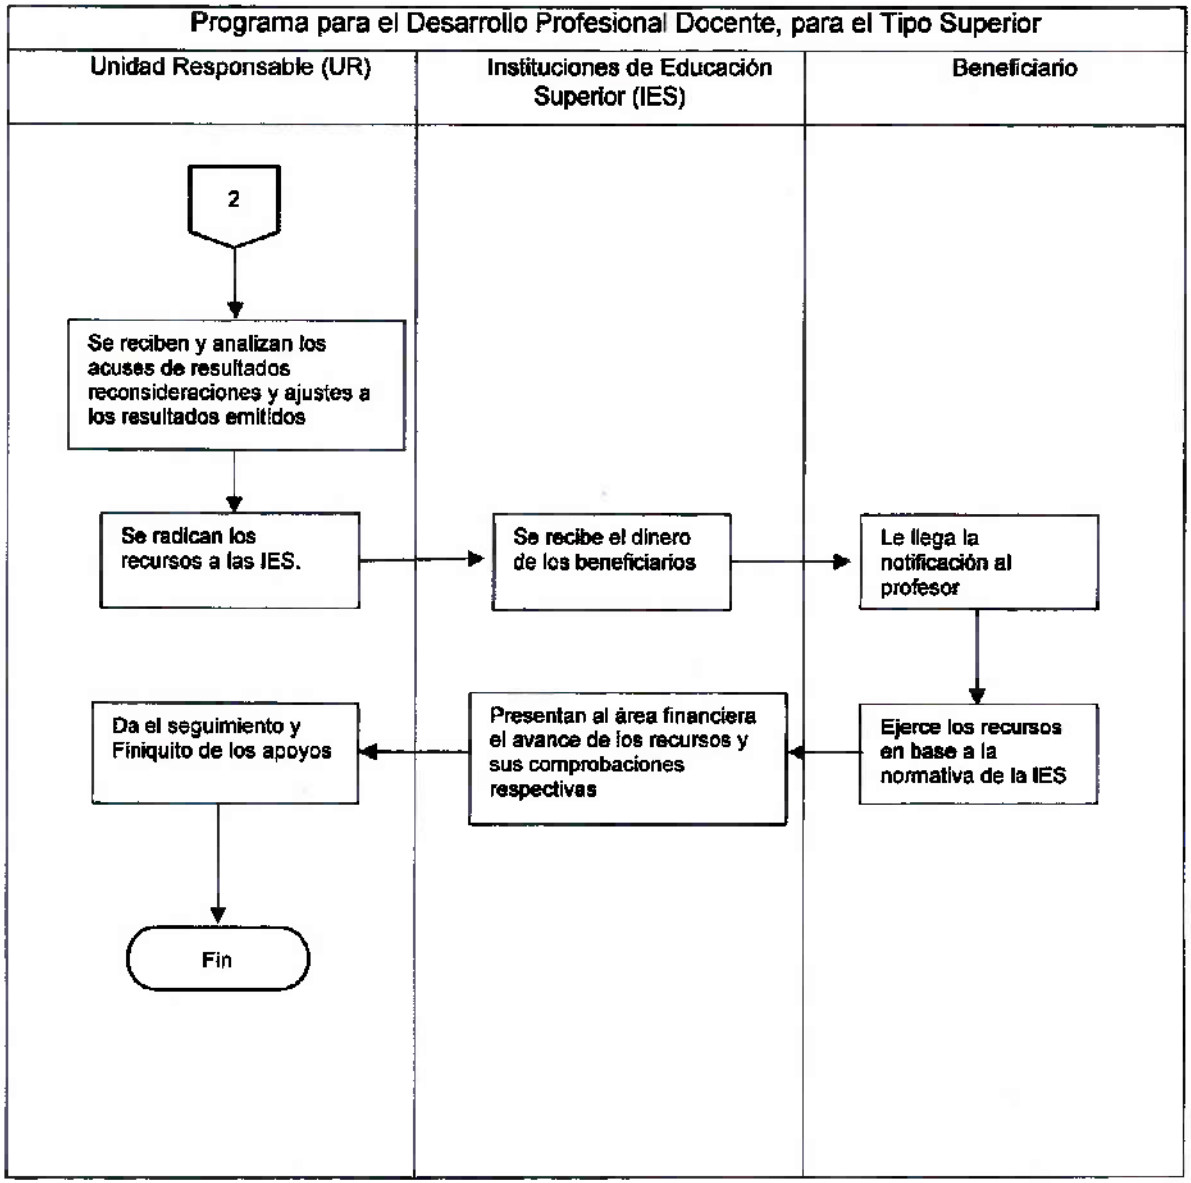 Programa para el Desarrollo Profesional Docente, para el Tipo Superior
Unidad Responsable (UR)
Instituciones de Educación
Superior (IES)
Beneficiario
2
Se reciben y analizan los
acuses de resultados
reconsideraciones y ajustes a
los resultados emitidos
Se radican los
recursos a las IES.
Se recibe el dinero
de los beneficiarios
Le llega la
notificación al
profesor
Da el seguimiento y
Finiquito de los apoyos
Presentan al área financiera
el avance de los recursos y
sus comprobaciones
respectivas
Ejerce los recursos
en base a la
normativa de la IES
Fin